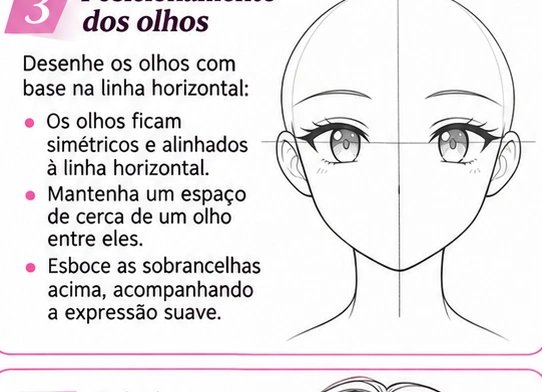 3
dos olhos
Desenhe os olhos com
base na linha horizontal:
Os olhos ficam
simétricos e alinhados
à linha horizontal.
Mantenha um espaço
de cerca de um olho
entre eles.
Esboce as sobrancelhas
acima, acompanhando
a expressão suave.